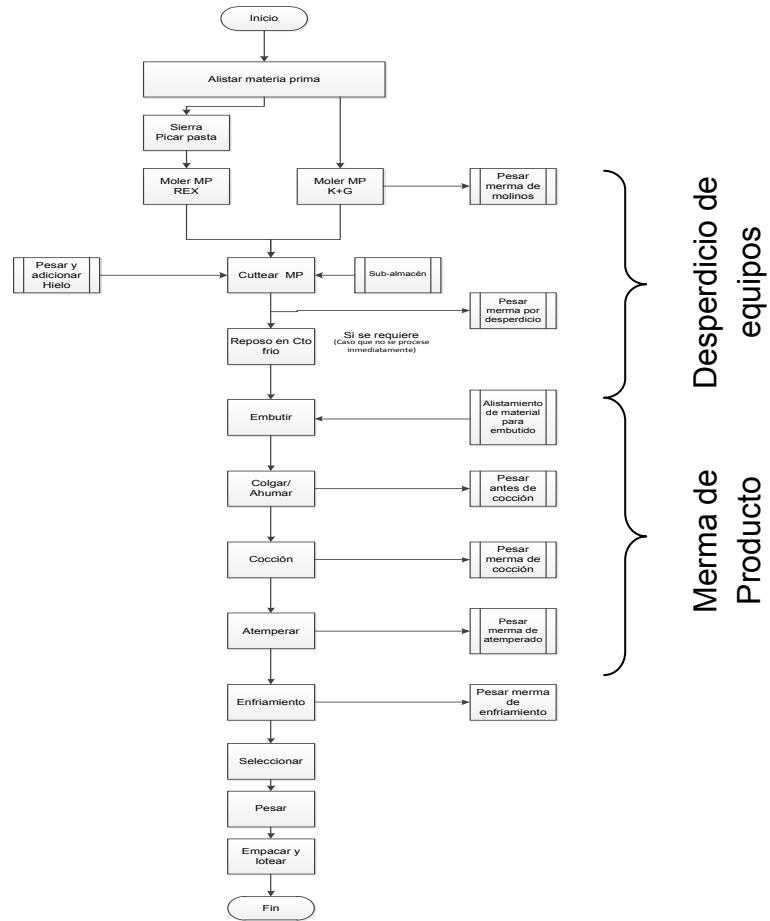 Inicio
Alistar materia prima
Sierra
Picar pasta
Moler MP
REX
Moler MP
K+G
Pesar
merma de
molinos
Pesar y
adicionar
Hielo
Cuttear MP
Sub-almacén
Pesar
merma por
desperdicio
Reposo en Cto
frio
Si se requiere
(Caso que no se procese
inmediatamente)
Desperdicio de
equipos
Embutir
Alistamiento
de material
para
embutido
Colgar/
Ahumar
Pesar
antes de
cocción
Cocción
Pesar
merma de
cocción
Merma de
Producto
Atemperar
Pesar
merma de
atemperado
Enfriamiento
Pesar merma
de
enfriamiento
Seleccionar
Pesar
Empacar y
lotear
Fin